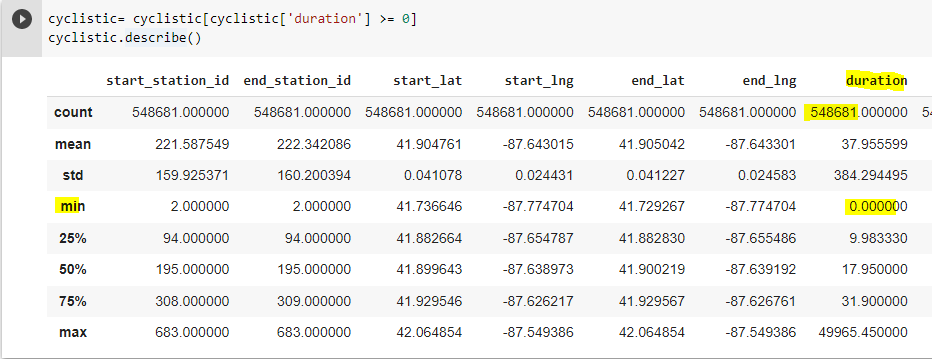 cyclistic= cyclistic[cyclistic['duration'] >= 0]
cyclistic.describe()
start_station_id end_station_id start_lat start_lng end_lat end_lng duration
count 548681.000000 548681.000000 548681.000000 548681.000000 548681.000000 548681.000000 548681.000000 54
mean 221.587549 222.342086 41.904761 -87.643015 41.905042 -87.643301 37.955599
std 159.925371 160.200394 0.041078 0.024431 0.041227 0.024583 384.294495
min 2.000000 2.000000 41.736646 -87.774704 41.729267 -87.774704 0.000000
25% 94.000000 94.000000 41.882664 -87.654787 41.882830 -87.655486 9.983330
50% 195.000000 195.000000 41.899643 -87.638973 41.900219 -87.639192 17.950000
75% 308.000000 309.000000 41.929546 -87.626217 41.929567 -87.626761 31.900000
max 683.000000 683.000000 42.064854 -87.549386 42.064854 -87.549386 49965.450000